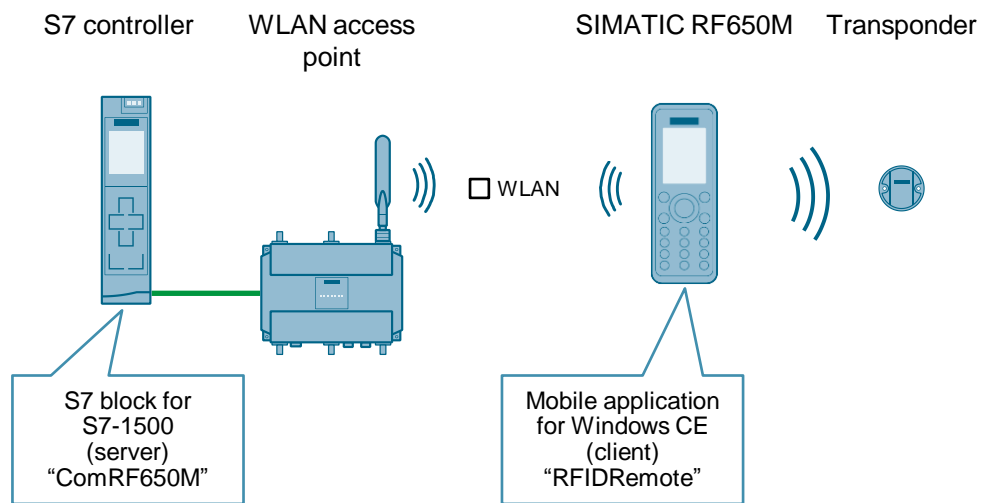 S7 controller
WLAN access
point
SIMATIC RF650M
Transponder
WLAN
S7 block for
S7-1500
(server)
“ComRF650M”
Mobile application
for Windows CE
(client)
“RFIDRemote”